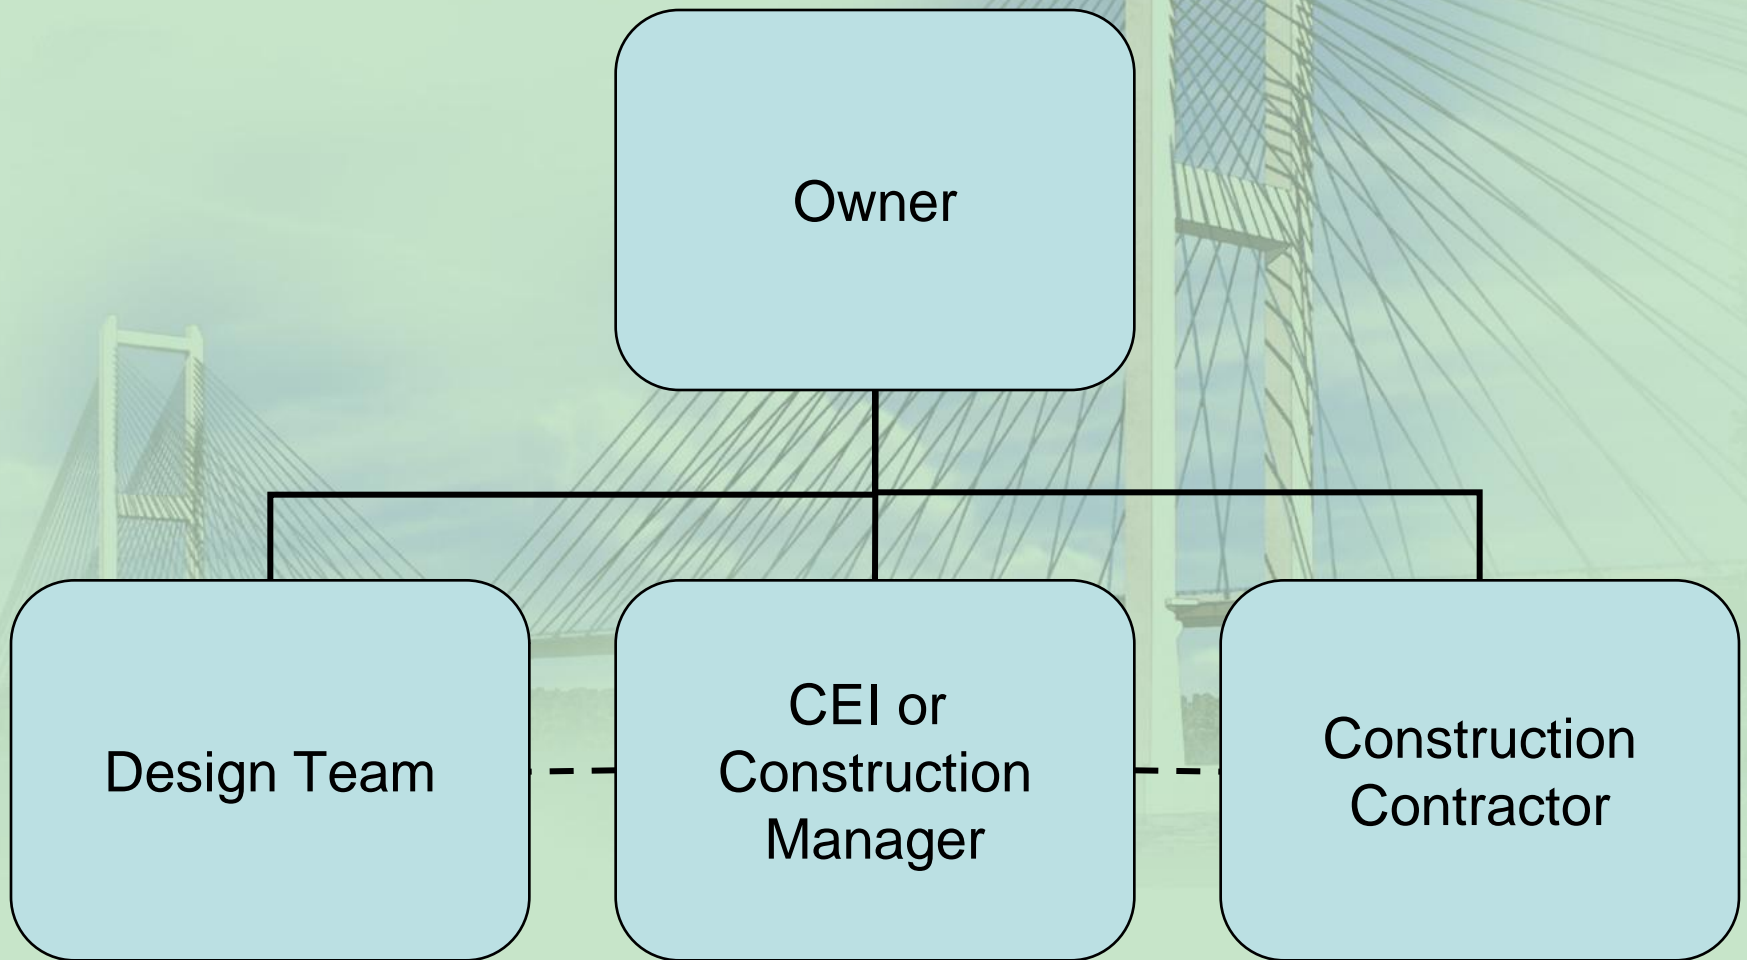 Owner
Design Team
CEI or
Construction
Manager
Construction
Contractor